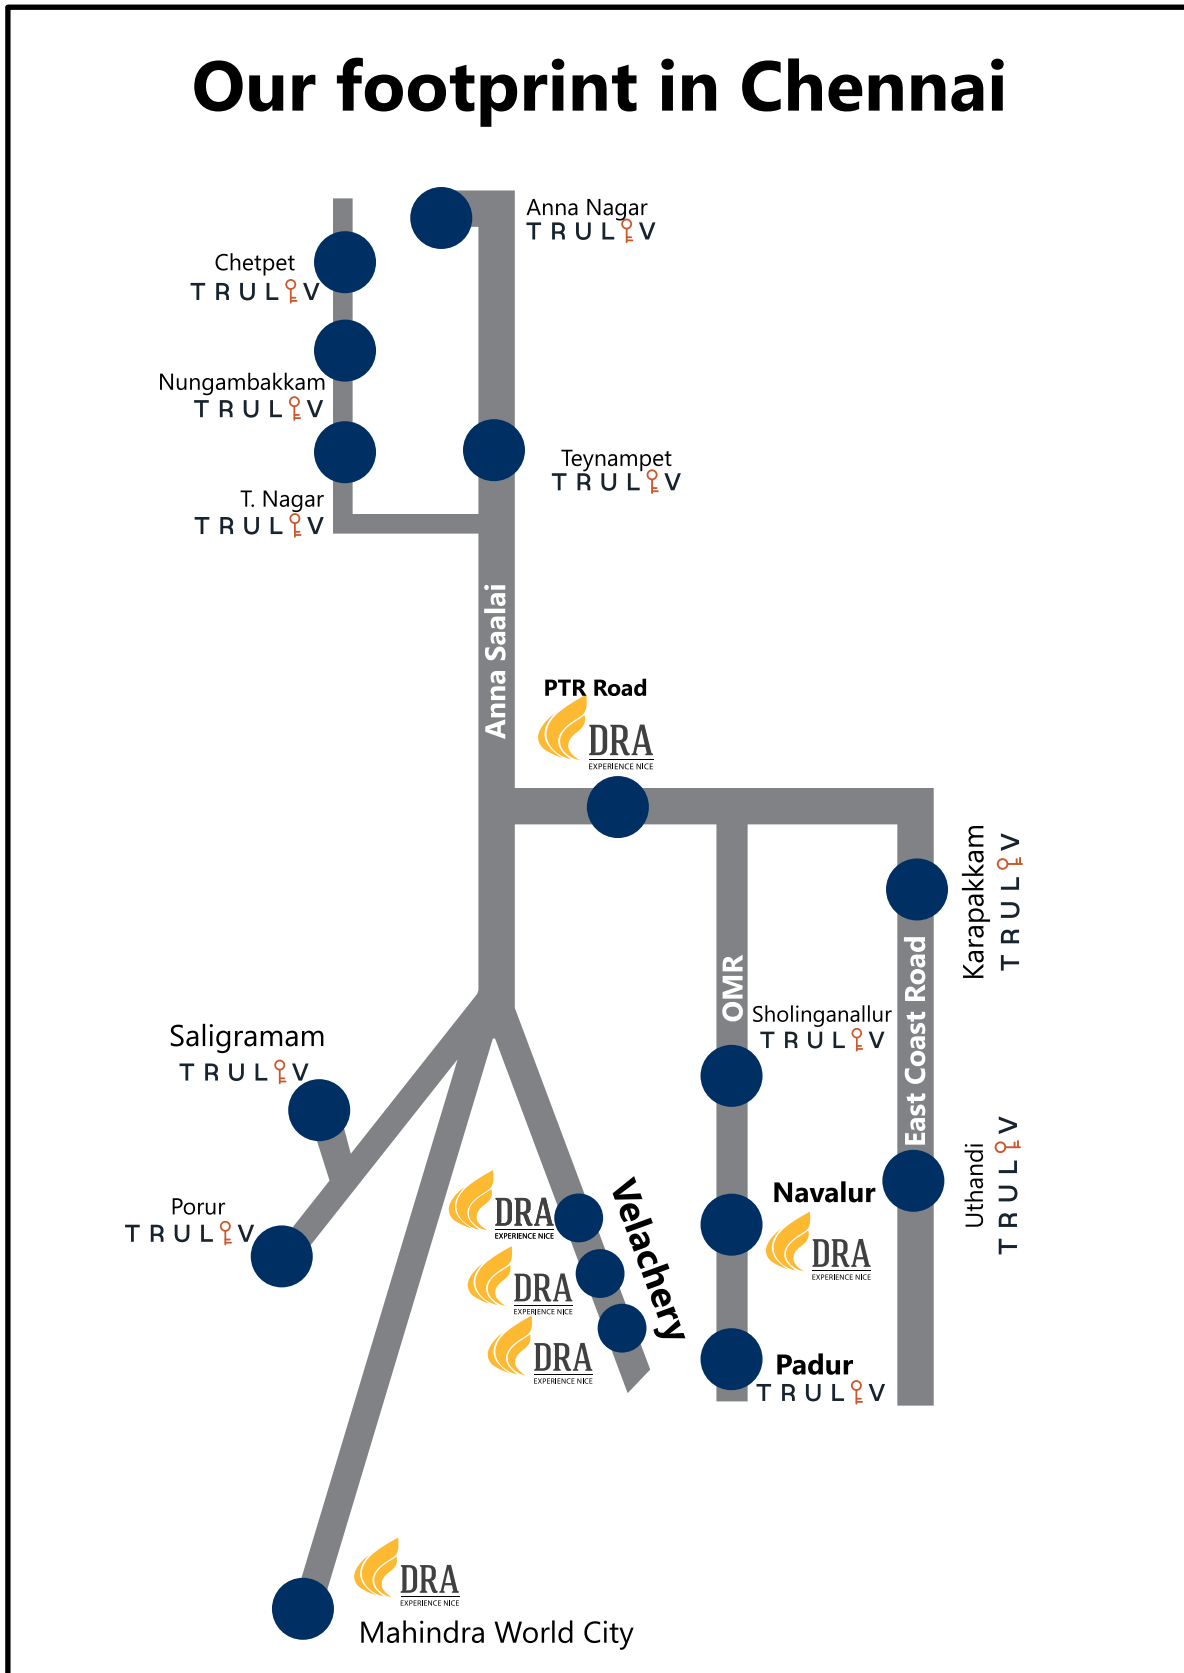 Our footprint in Chennai
Anna Nagar
TRULIV
Chetpet
TRULIV
Nungambakkam
TRULIV
Teynampet
TRULIV
T. Nagar
TRULIV
Anna Saalai
PTR Road
DRA
EXPERIENCE NICE
Karapakkam
TRULIV
OMR
East Coast Road
Sholinganallur
TRULIV
Saligramam
TRULIV
Uthandi
TRULIV
Porur
TRULIV
Velachery
DRA
EXPERIENCE NICE
DRA
EXPERIENCE NICE
DRA
EXPERIENCE NICE
Navalur
DRA
EXPERIENCE NICE
Padur
TRULIV
DRA
EXPERIENCE NICE
Mahindra World City